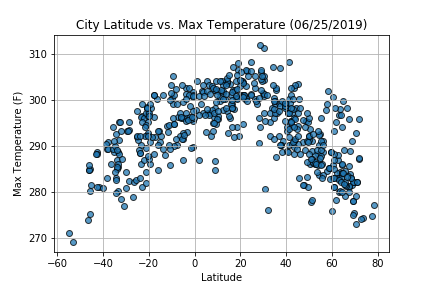 City Latitude vs. Max Temperature (06/25/2019)
310
300
290
280
270
Max Temperature (F)
−60 −40 −20 0 20 40 60 80
Latitude